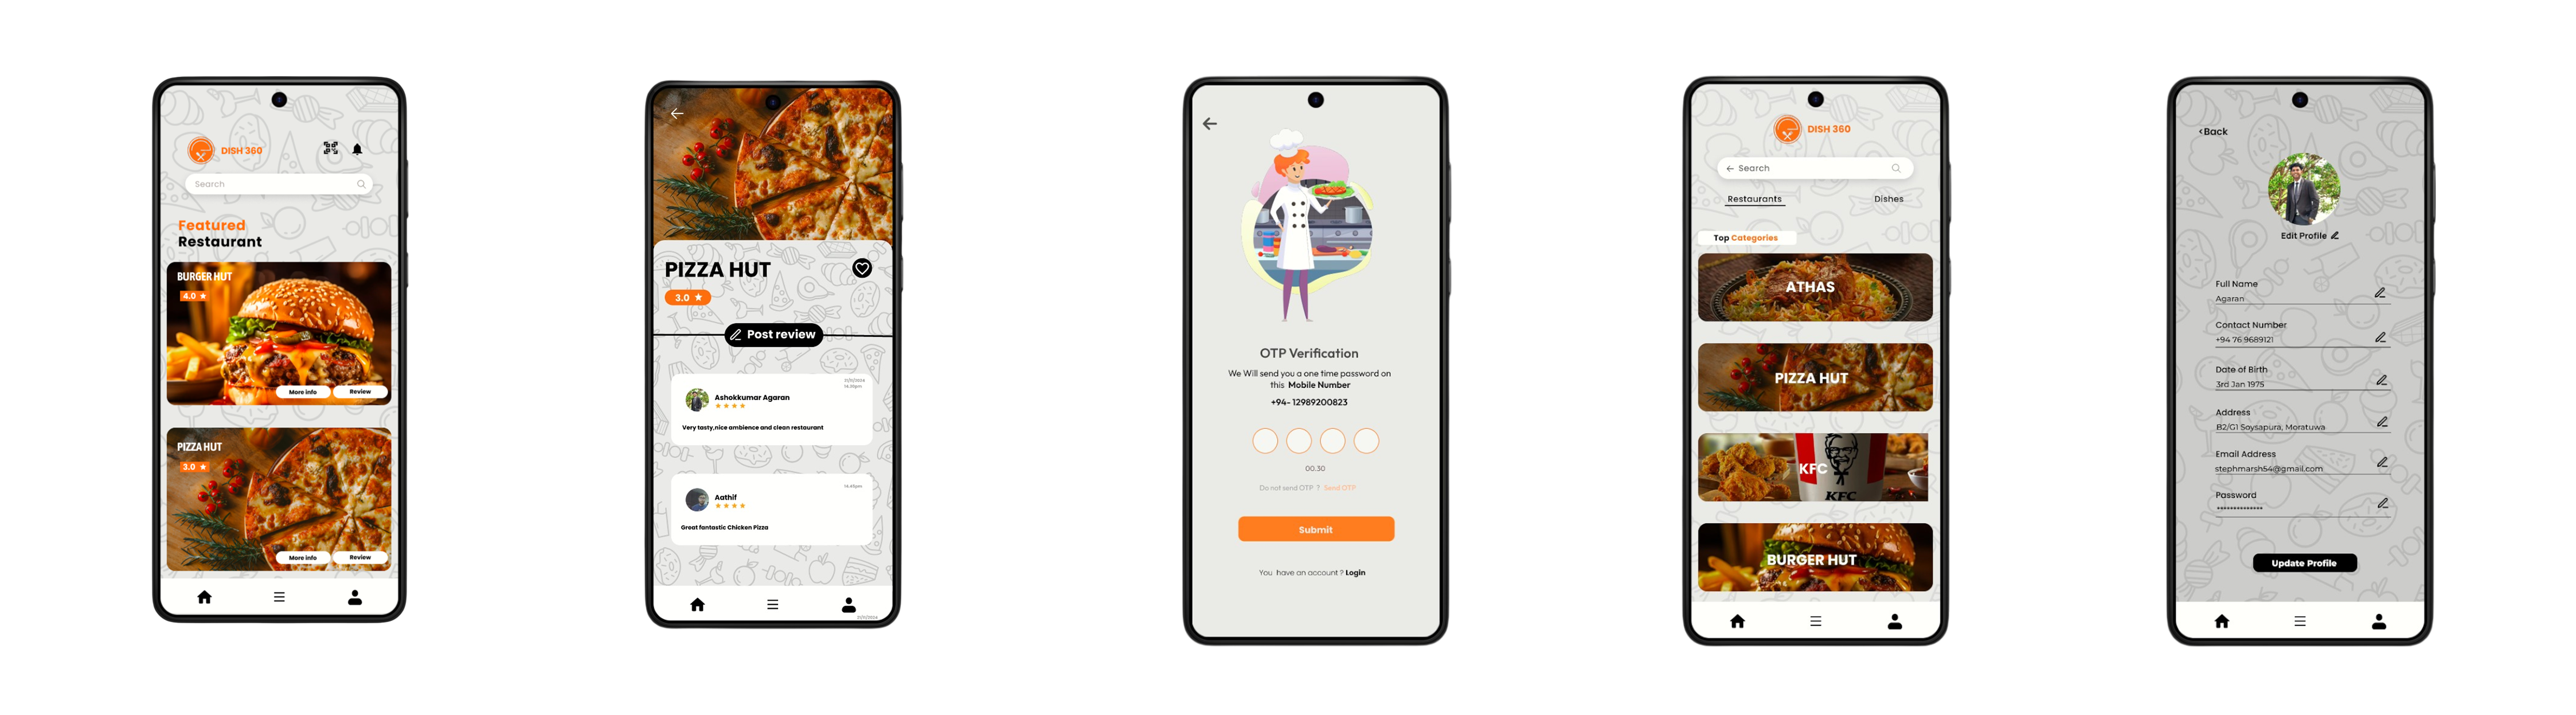 DISH 360
Search
Featured
Restaurant
BURGER HUT
4.0 ★
More info
Review
PIZZA HUT
3.0 ★
More info
Review
PIZZA HUT
3.0 ★
Post review
14.30pm
Ashokkumar Agaran
Very tasty,nice ambience and clean restaurant
14.45pm
Aathif
Great fantastic Chicken Pizza
OTP Verification
We Will send you a one time password on
this Mobile Number
+94- 12989200823
00.30
Do not send OTP ? Send OTP
Submit
You have an account ? Login
DISH 360
← Search
Restaurants
Dishes
Top Categories
ATHAS
PIZZA HUT
KFC
KFC
BURGER HUT
<Back
Edit Profile
Full Name
Agaran
Contact Number
+94 76 9689121
Date of Birth
3rd Jan 1975
Address
B2/G1 Soysapura, Moratuwa
Email Address
stephmarsh54@gmail.com
Password
**************
Update Profile